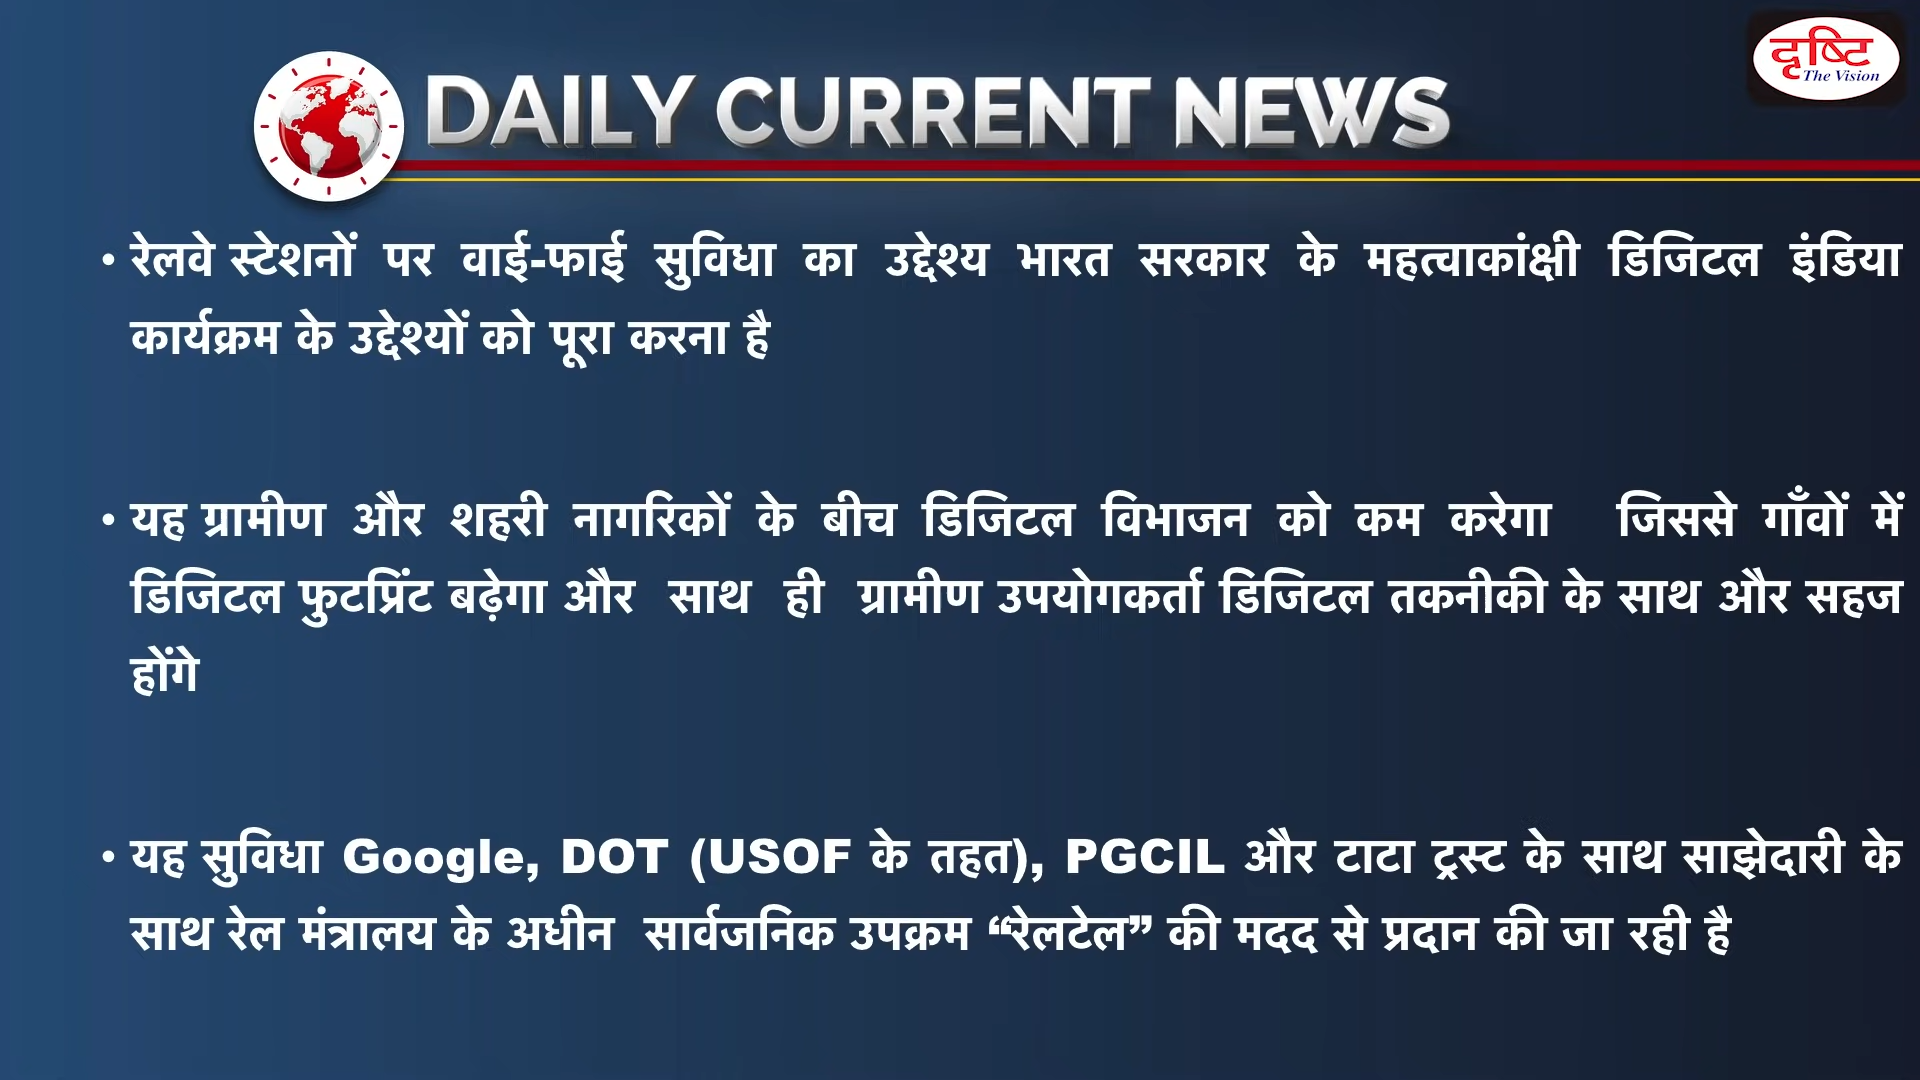 दृष्टि
The Vision
DAILY CURRENT NEWS
• रेलवे स्टेशनों पर वाई-फाई सुविधा का उद्देश्य भारत सरकार के महत्वाकांक्षी डिजिटल इंडिया
कार्यक्रम के उद्देश्यों को पूरा करना है
• यह ग्रामीण और शहरी नागरिकों के बीच डिजिटल विभाजन को कम करेगा जिससे गाँवों में
डिजिटल फुटप्रिंट बढ़ेगा और साथ ही ग्रामीण उपयोगकर्ता डिजिटल तकनीकी के साथ और सहज
होंगे
• यह सुविधा Google, DOT (USOF के तहत), PGCIL और टाटा ट्रस्ट के साथ साझेदारी के
साथ रेल मंत्रालय के अधीन सार्वजनिक उपक्रम “रेलटेल” की मदद से प्रदान की जा रही है